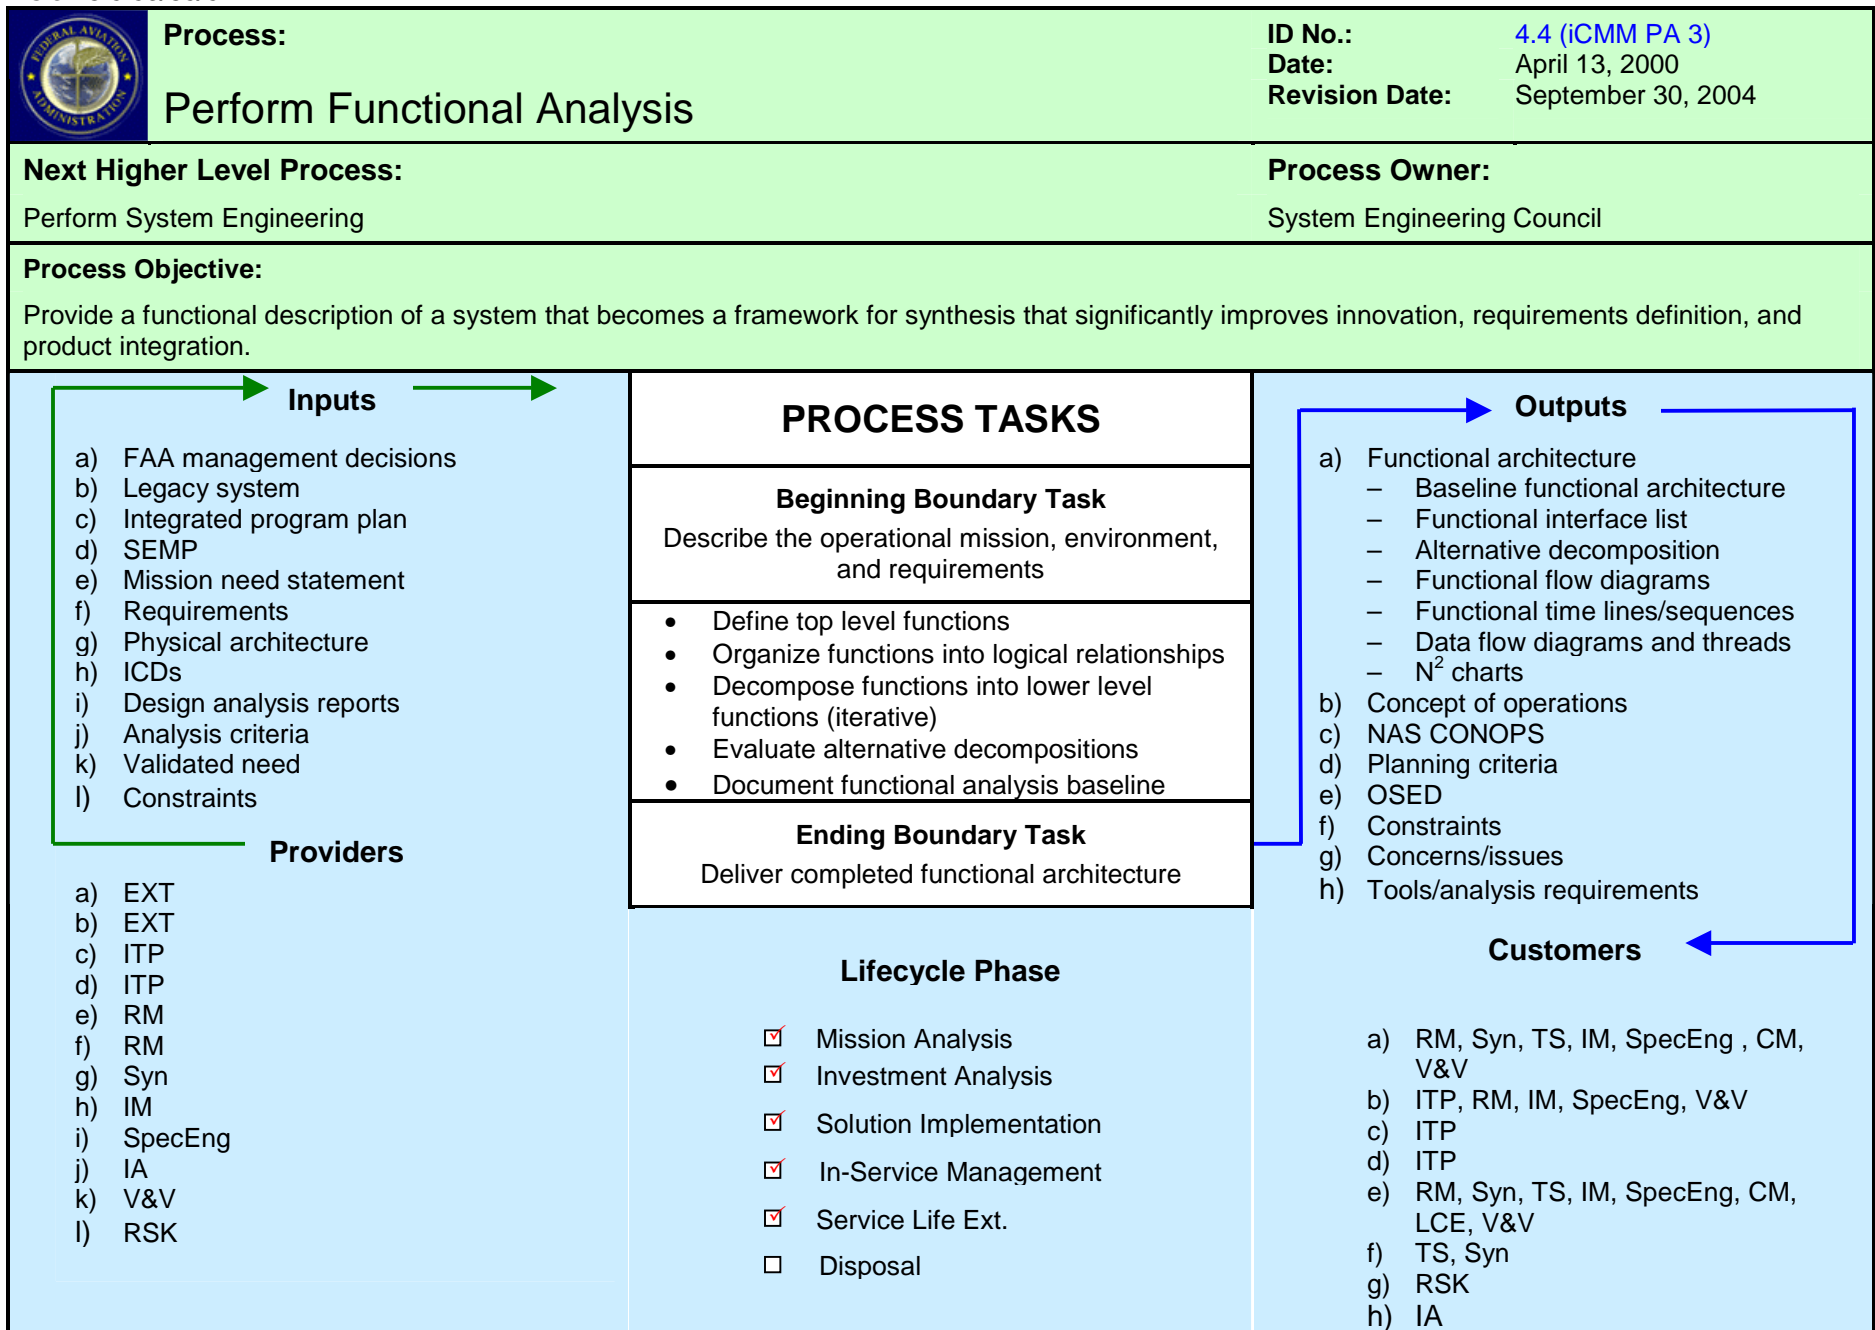 FEDERAL AVIATION
ADMINISTRATION
Process:
Perform Functional Analysis
ID No.: 4.4 (iCMM PA 3)
Date: April 13, 2000
Revision Date: September 30, 2004
Next Higher Level Process:
Perform System Engineering
Process Owner:
System Engineering Council
Process Objective:
Provide a functional description of a system that becomes a framework for synthesis that significantly improves innovation, requirements definition, and
product integration.
Inputs
a) FAA management decisions
b) Legacy system
c) Integrated program plan
d) SEMP
e) Mission need statement
f) Requirements
g) Physical architecture
h) ICDs
i) Design analysis reports
j) Analysis criteria
k) Validated need
l) Constraints
Providers
a) EXT
b) EXT
c) ITP
d) ITP
e) RM
f) RM
g) Syn
h) IM
i) SpecEng
j) IA
k) V&V
l) RSK
PROCESS TASKS
Beginning Boundary Task
Describe the operational mission, environment,
and requirements
• Define top level functions
• Organize functions into logical relationships
• Decompose functions into lower level
functions (iterative)
• Evaluate alternative decompositions
• Document functional analysis baseline
Ending Boundary Task
Deliver completed functional architecture
Lifecycle Phase
☑ Mission Analysis
☑ Investment Analysis
☑ Solution Implementation
☑ In-Service Management
☑ Service Life Ext.
☐ Disposal
Outputs
a) Functional architecture
– Baseline functional architecture
– Functional interface list
– Alternative decomposition
– Functional flow diagrams
– Functional time lines/sequences
– Data flow diagrams and threads
– N² charts
b) Concept of operations
c) NAS CONOPS
d) Planning criteria
e) OSED
f) Constraints
g) Concerns/issues
h) Tools/analysis requirements
Customers
a) RM, Syn, TS, IM, SpecEng , CM,
V&V
b) ITP, RM, IM, SpecEng, V&V
c) ITP
d) ITP
e) RM, Syn, TS, IM, SpecEng, CM,
LCE, V&V
f) TS, Syn
g) RSK
h) IA